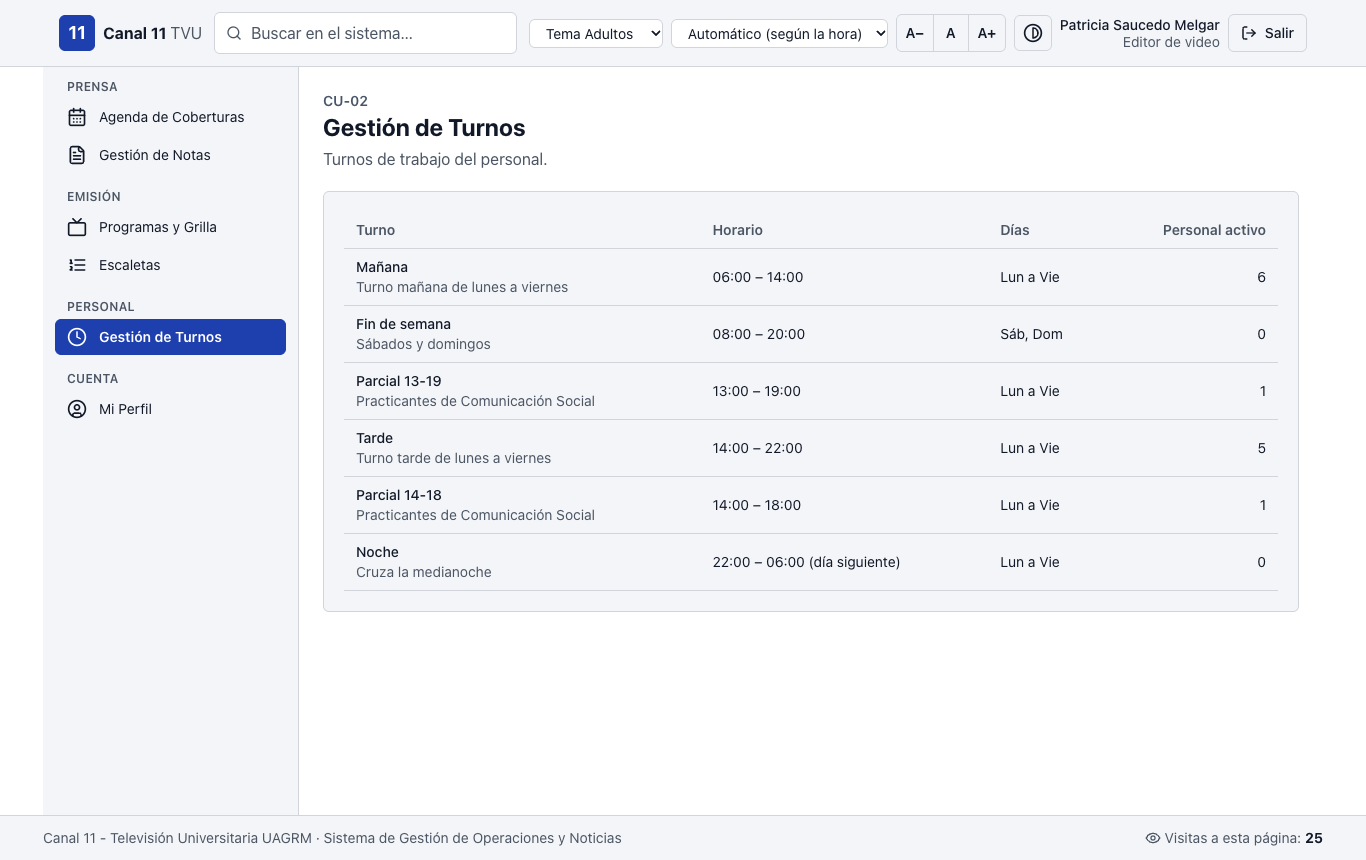 11 Canal 11 TVU
Buscar en el sistema...
Tema Adultos
Automático (según la hora)
A− A A+
Patricia Saucedo Melgar
Editor de video
Salir
PRENSA
Agenda de Coberturas
Gestión de Notas
EMISIÓN
Programas y Grilla
Escaletas
PERSONAL
Gestión de Turnos
CUENTA
Mi Perfil
CU-02
Gestión de Turnos
Turnos de trabajo del personal.
Turno Horario Días Personal activo
Mañana
Turno mañana de lunes a viernes
06:00 – 14:00 Lun a Vie 6
Fin de semana
Sábados y domingos
08:00 – 20:00 Sáb, Dom 0
Parcial 13-19
Practicantes de Comunicación Social
13:00 – 19:00 Lun a Vie 1
Tarde
Turno tarde de lunes a viernes
14:00 – 22:00 Lun a Vie 5
Parcial 14-18
Practicantes de Comunicación Social
14:00 – 18:00 Lun a Vie 1
Noche
Cruza la medianoche
22:00 – 06:00 (día siguiente) Lun a Vie 0
Canal 11 - Televisión Universitaria UAGRM · Sistema de Gestión de Operaciones y Noticias
Visitas a esta página: 25